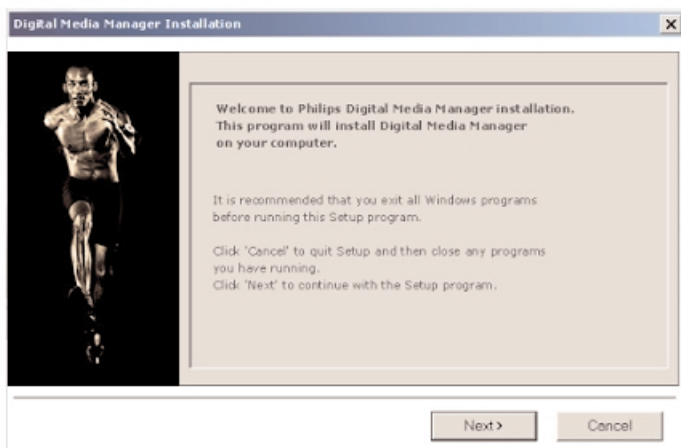 Digital Media Manager Installation
Welcome to Philips Digital Media Manager installation.
This program will install Digital Media Manager
on your computer.
It is recommended that you exit all Windows programs
before running this Setup program.
Click 'Cancel' to quit Setup and then close any programs
you have running.
Click 'Next' to continue with the Setup program.
Next>
Cancel